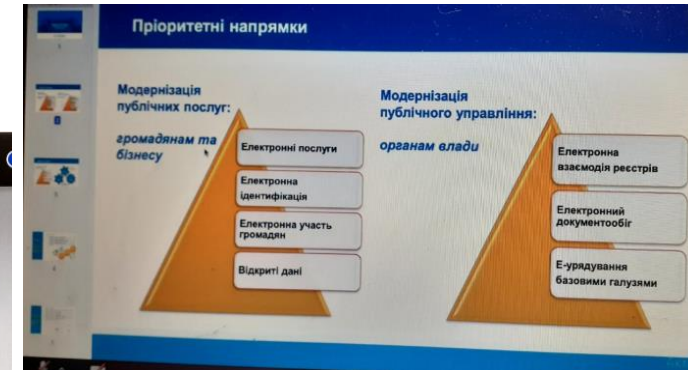 Пріоритетні напрямки
Модернізація
публічних послуг:
громадянам та
бізнесу
Електронні послуги
Електронна
ідентифікація
Електронна участь
громадян
Відкриті дані
Модернізація
публічного управління:
органам влади
Електронна
взаємодія реєстрів
Електронний
документообіг
Е-урядування
базовими галузями